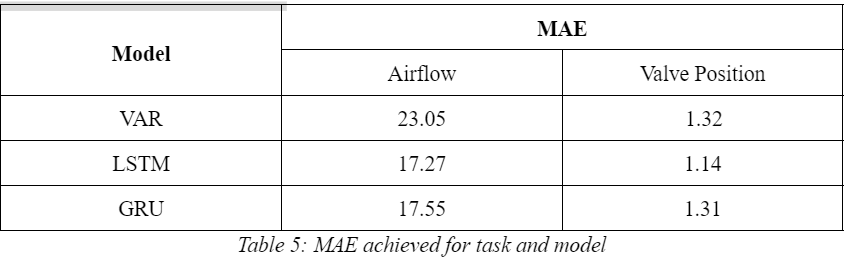 Model
MAE
Airflow
Valve Position
VAR
23.05
1.32
LSTM
17.27
1.14
GRU
17.55
1.31
Table 5: MAE achieved for task and model